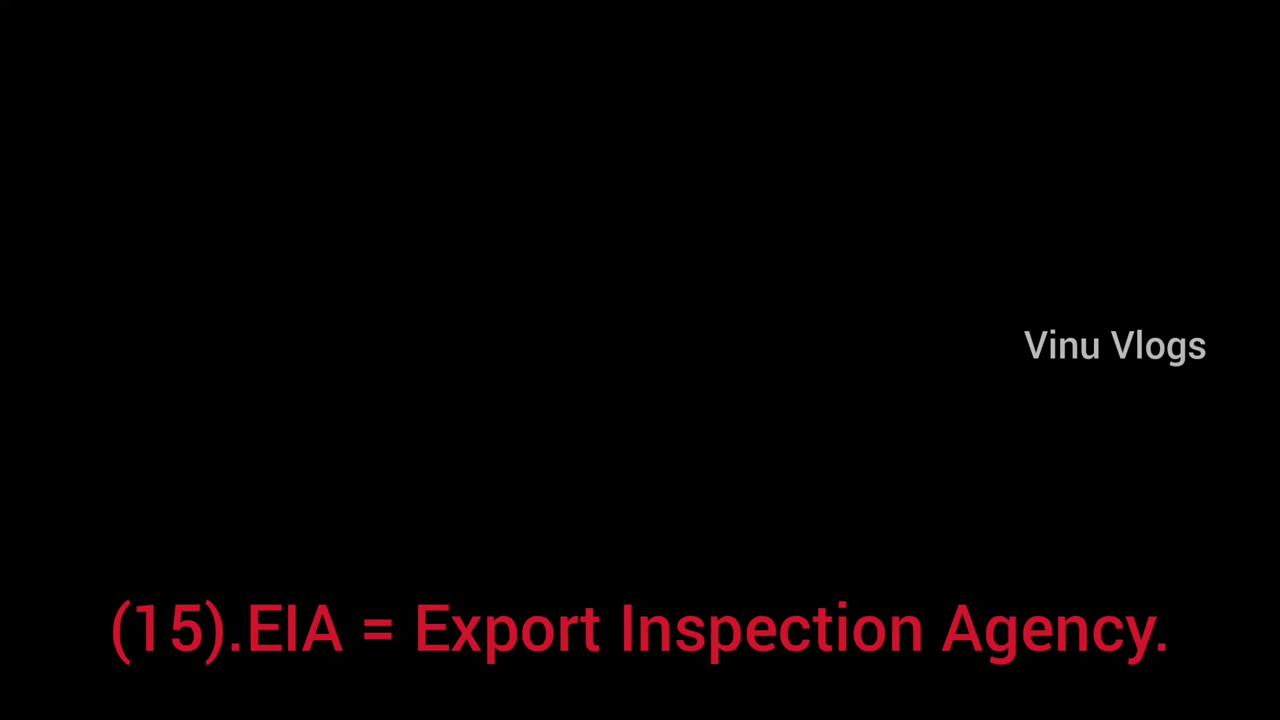 Vinu Vlogs
(15).EIA = Export Inspection Agency.